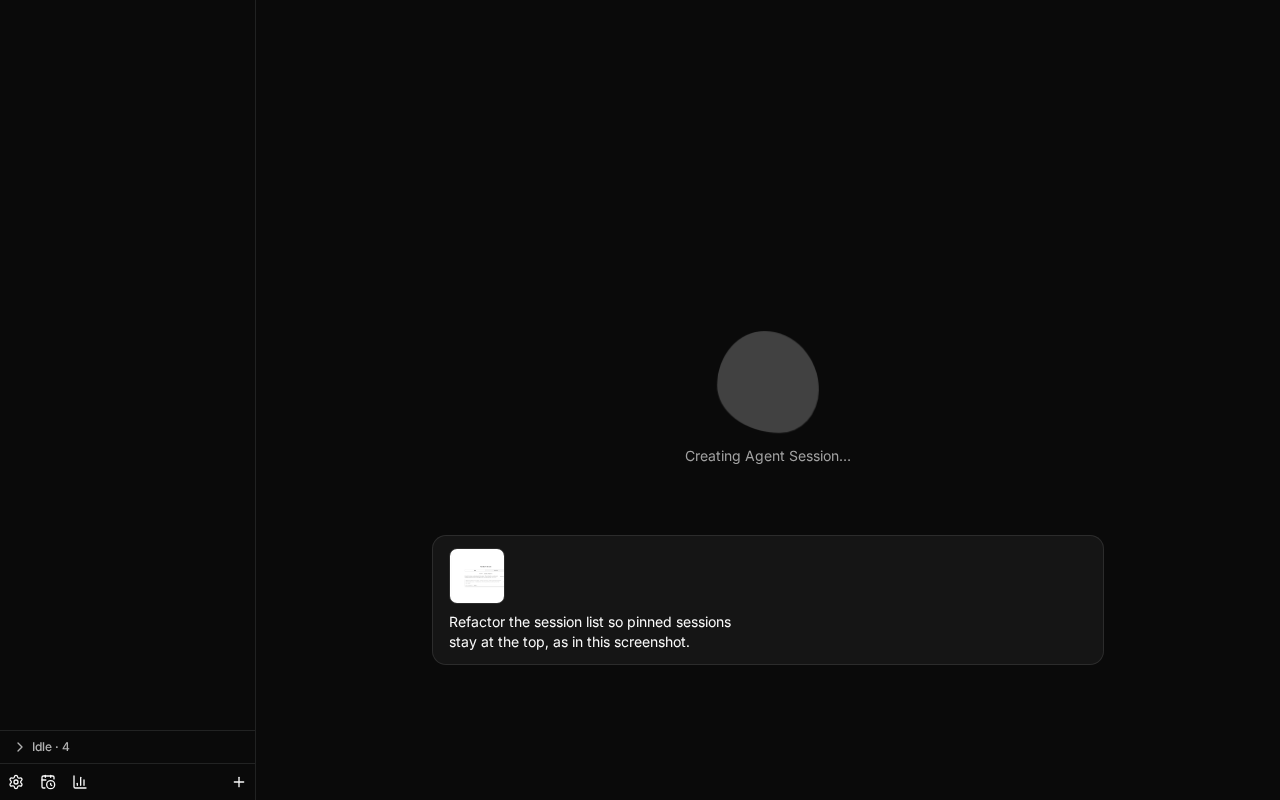 Creating Agent Session...
Refactor the session list so pinned sessions
stay at the top, as in this screenshot.
Idle · 4